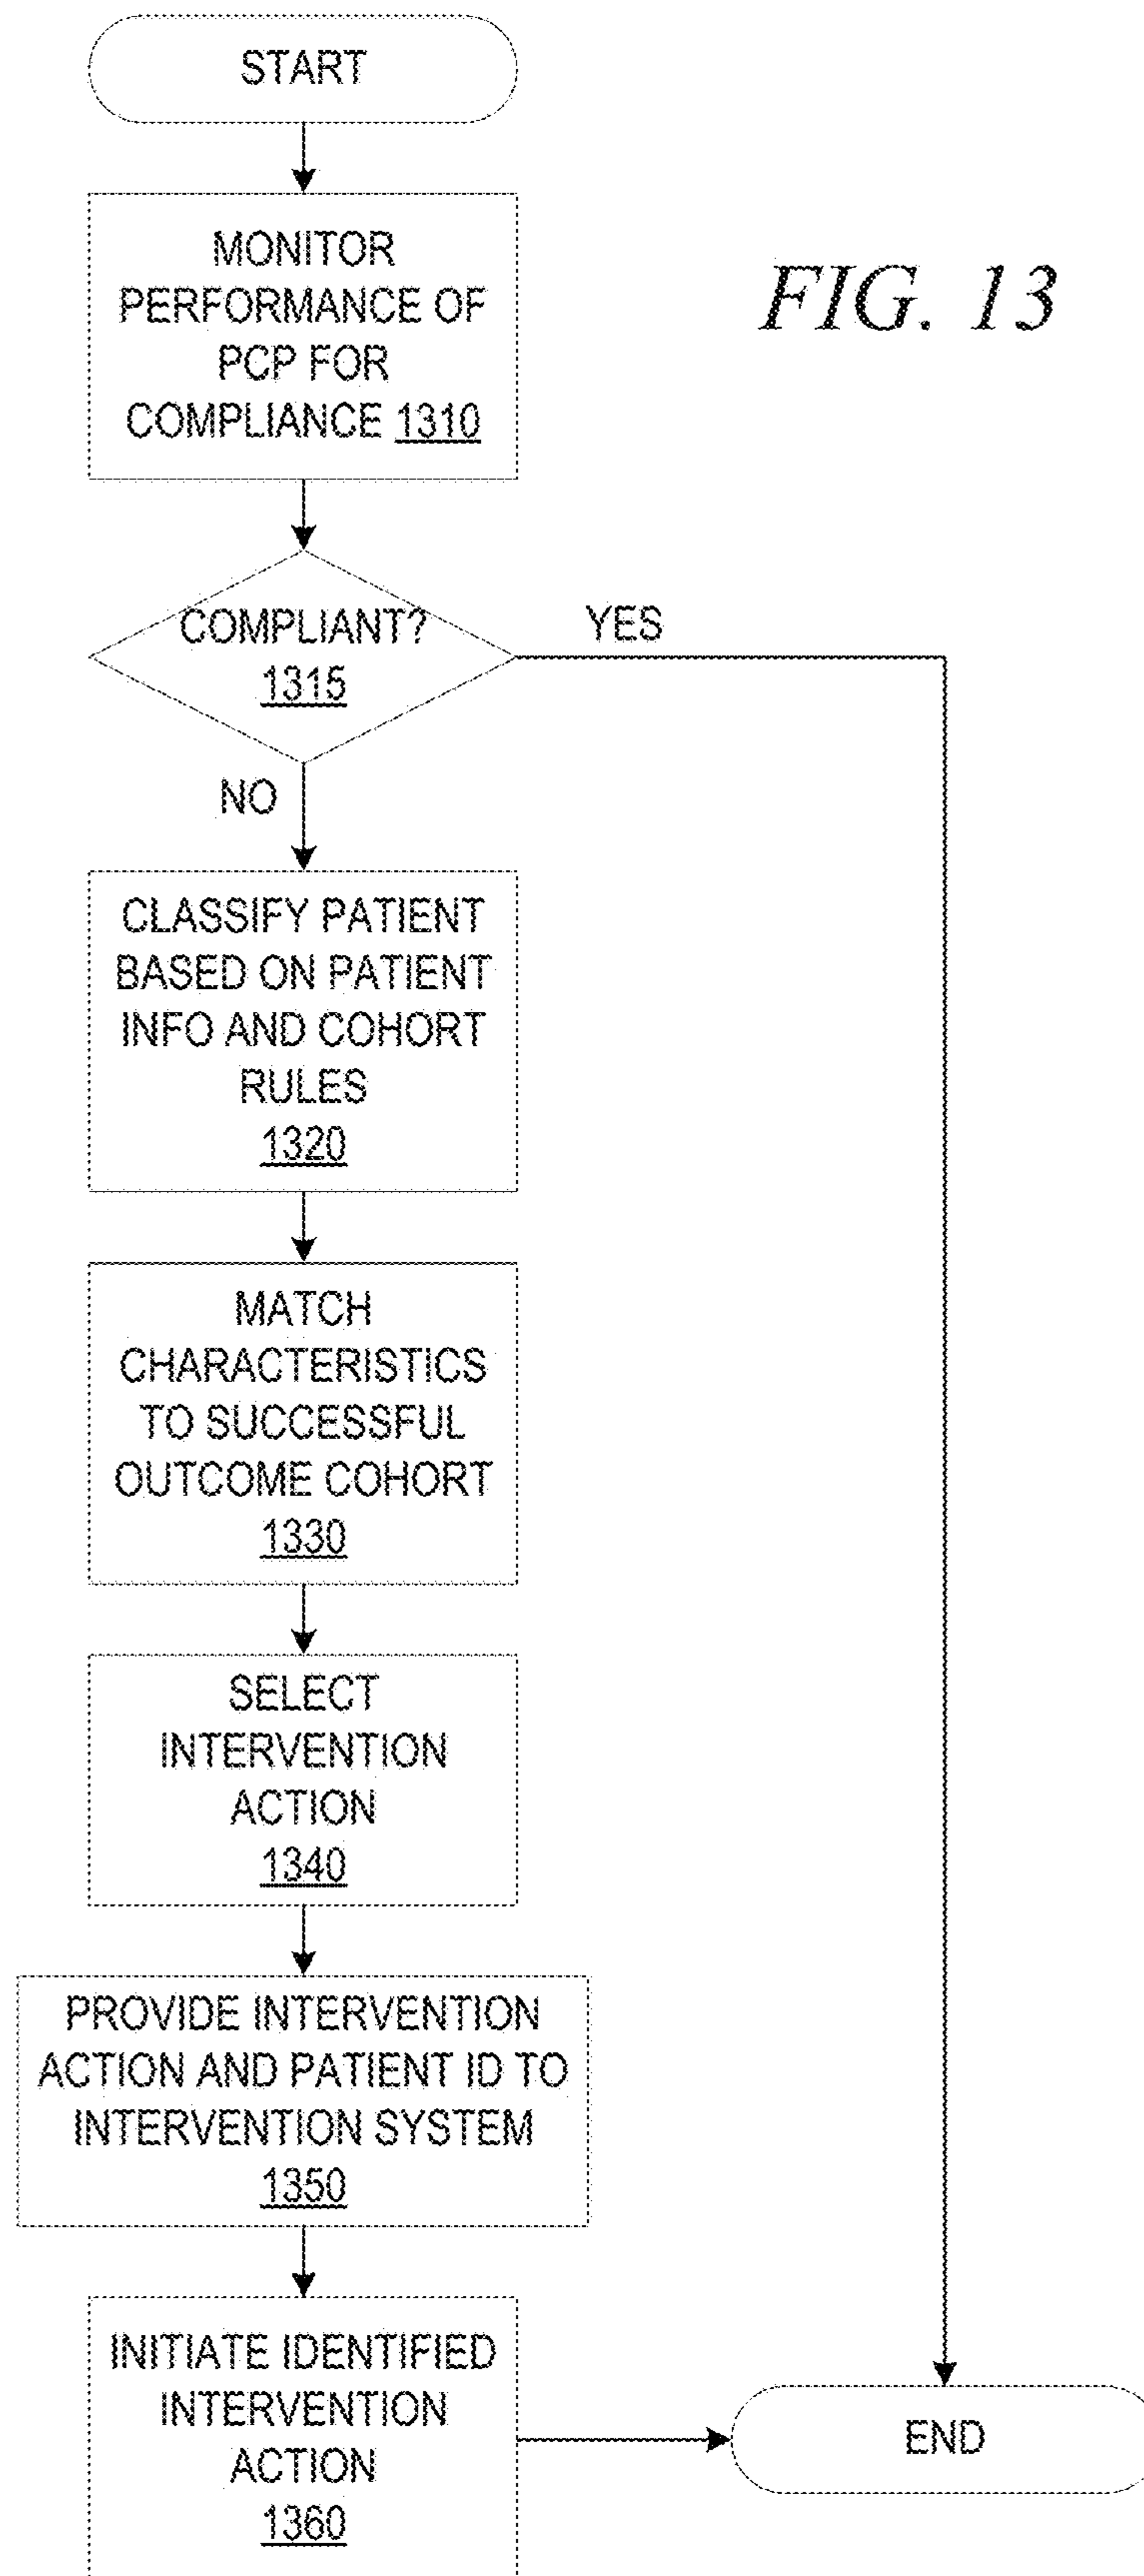 START
MONITOR
PERFORMANCE OF
PCP FOR
COMPLIANCE 1310
FIG. 13
COMPLIANT?
1315
YES
NO
CLASSIFY PATIENT
BASED ON PATIENT
INFO AND COHORT
RULES
1320
MATCH
CHARACTERISTICS
TO SUCCESSFUL
OUTCOME COHORT
1330
SELECT
INTERVENTION
ACTION
1340
PROVIDE INTERVENTION
ACTION AND PATIENT ID TO
INTERVENTION SYSTEM
1350
INITIATE IDENTIFIED
INTERVENTION
ACTION
1360
END